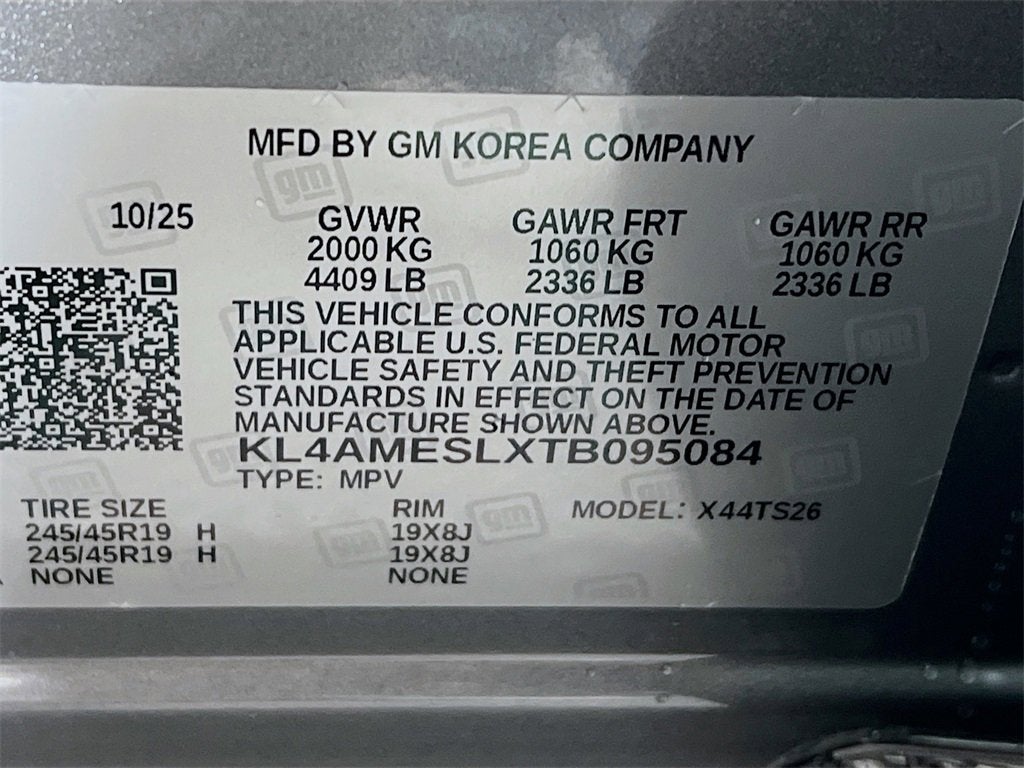 MFD BY GM KOREA COMPANY
10/25 GVWR GAWR FRT GAWR RR
2000 KG 1060 KG 1060 KG
4409 LB 2336 LB 2336 LB
THIS VEHICLE CONFORMS TO ALL
APPLICABLE U.S. FEDERAL MOTOR
VEHICLE SAFETY AND THEFT PREVENTION
STANDARDS IN EFFECT ON THE DATE OF
MANUFACTURE SHOWN ABOVE.
KL4AMESLXTB095084
TYPE: MPV
TIRE SIZE RIM MODEL: X44TS26
245/45R19 H 19X8J
245/45R19 H 19X8J
NONE NONE